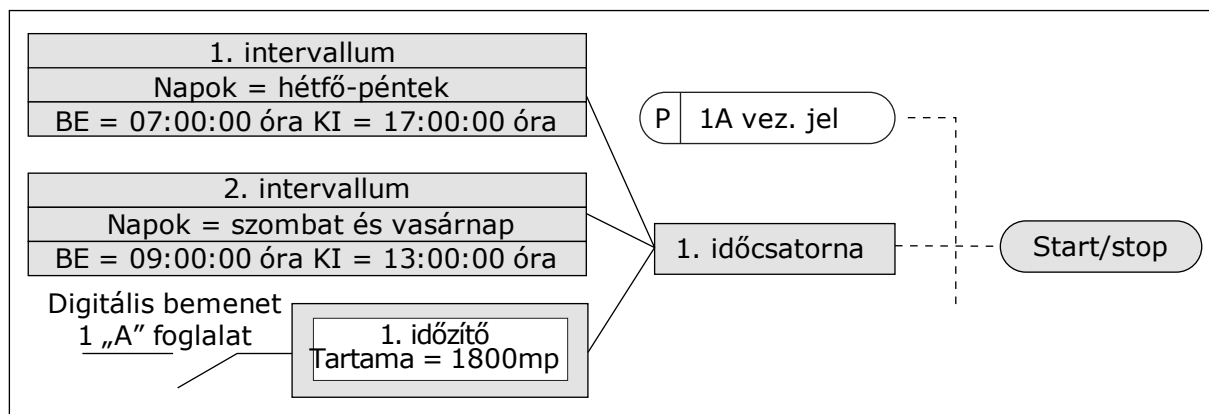 1. intervallum
Napok = hétfő-péntek
BE = 07:00:00 óra KI = 17:00:00 óra
P 1A vez. jel
2. intervallum
Napok = szombat és vasárnap
BE = 09:00:00 óra KI = 13:00:00 óra
1. időcsatorna
Start/stop
Digitális bemenet
1 „A” foglalat
1. időzítő
Tartama = 1800mp